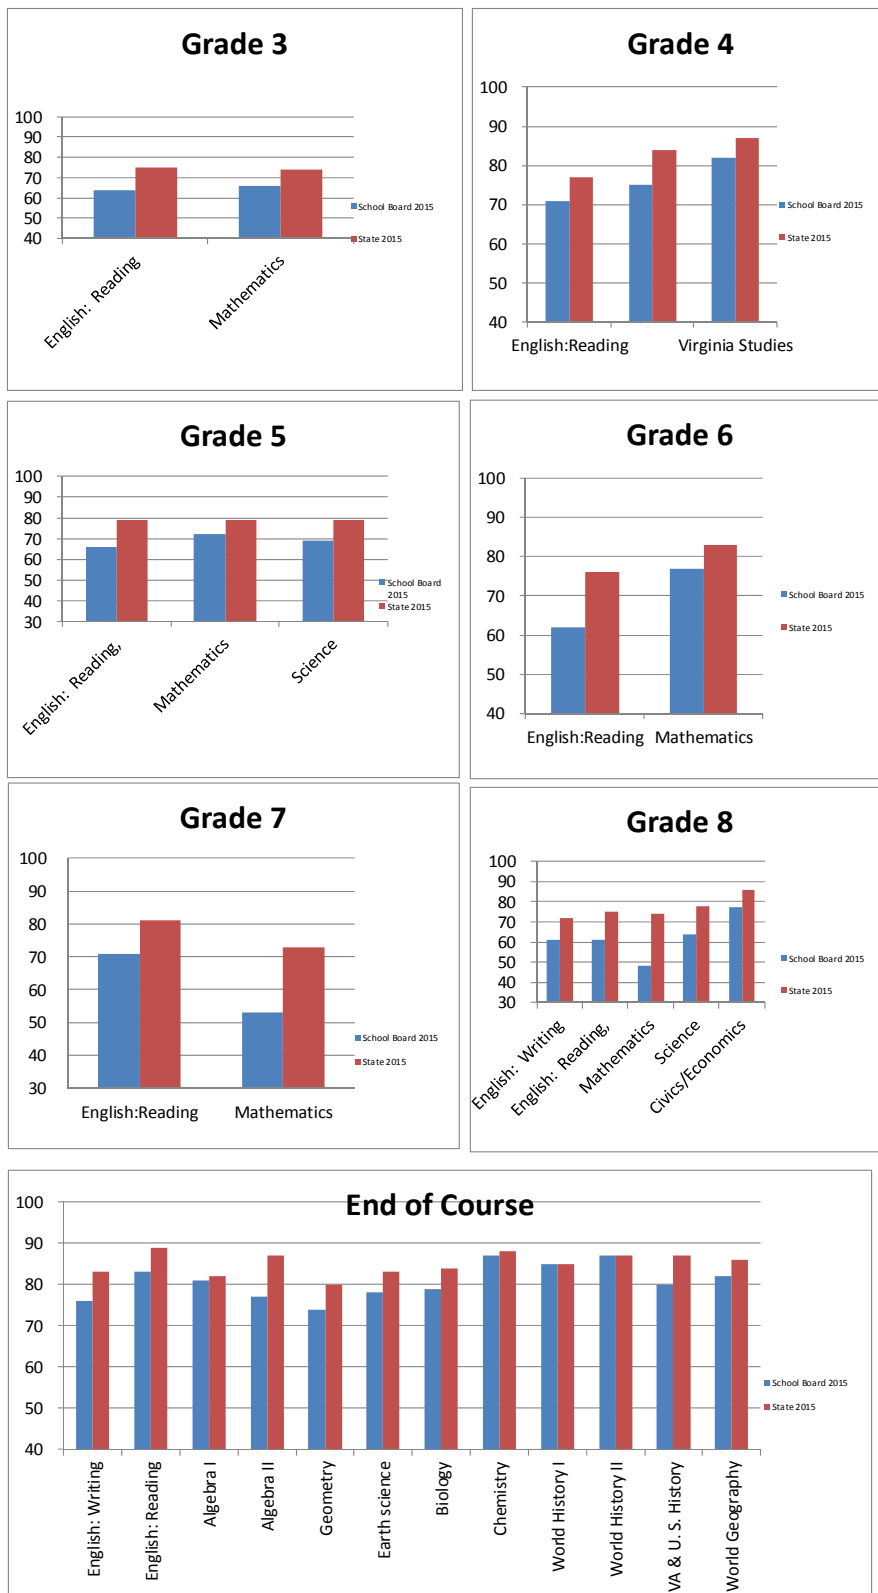 Grade 3
100
90
80
70
60
50
40
School Board 2015
State 2015
English:  Reading
Mathematics
Grade 4
100
90
80
70
60
50
40
School Board 2015
State 2015
English:Reading
Virginia Studies
Grade 5
100
90
80
70
60
50
40
30
School Board
2015
State 2015
English:  Reading,
Mathematics
Science
Grade 6
100
90
80
70
60
50
40
School Board 2015
State 2015
English:Reading
Mathematics
Grade 7
100
90
80
70
60
50
40
30
School Board 2015
State 2015
English:Reading
Mathematics
Grade 8
100
90
80
70
60
50
40
30
School Board 2015
State 2015
English:  Writing
English:  Reading,
Mathematics
Science
Civics/Economics
End of Course
100
90
80
70
60
50
40
School Board 2015
State 2015
English: Writing
English: Reading
Algebra I
Algebra II
Geometry
Earth science
Biology
Chemistry
World History I
World History II
VA & U. S. History
World Geography